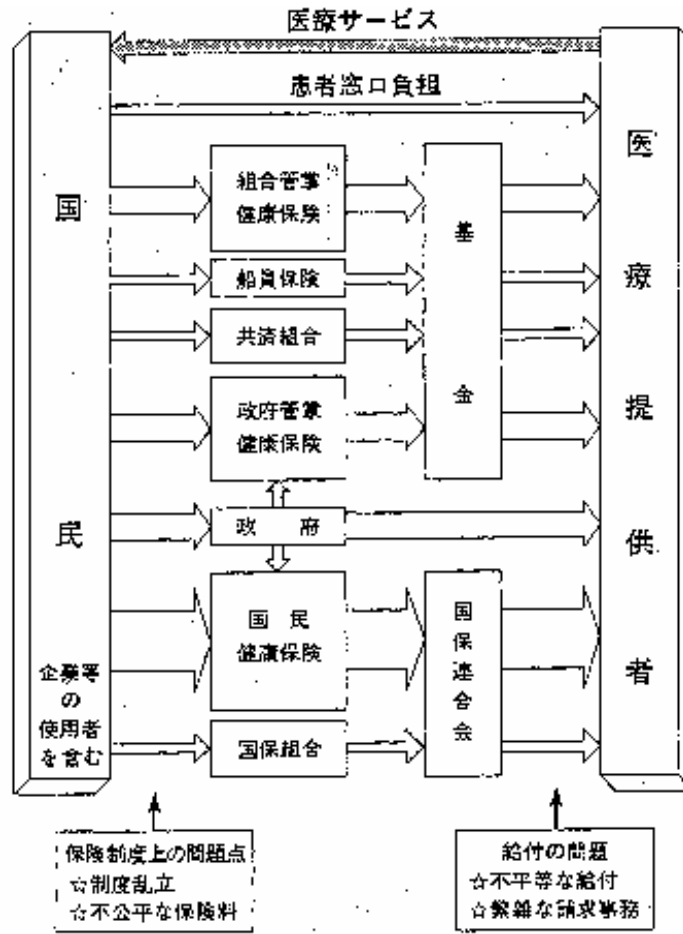 医療サービス
患者窓口負担
国民
企業等
の
使用者
を含む
組合管掌
健康保険
船員保険
共済組合
政府管掌
健康保険
政府
国民
健康保険
国保組合
基金
国保連合会
医療提供者
保険制度上の問題点
☆制度乱立
☆不公平な保険料
給付の問題
☆不平等な給付
☆繁雑な請求事務